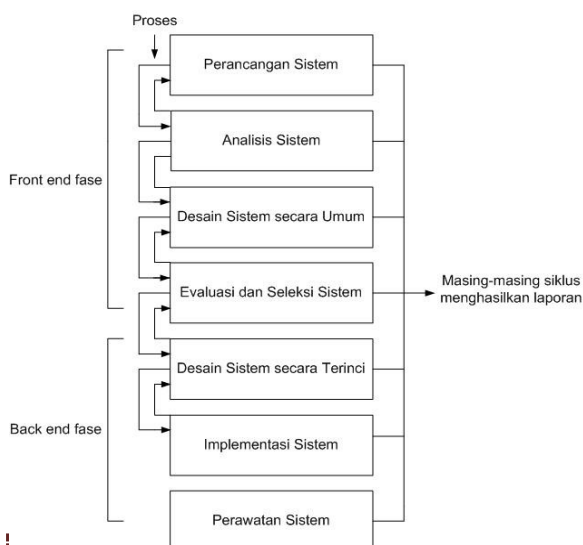 Proses
Perancangan Sistem
Analisis Sistem
Front end fase
Desain Sistem secara Umum
Evaluasi dan Seleksi Sistem
Masing-masing siklus
menghasilkan laporan
Desain Sistem secara Terinci
Back end fase
Implementasi Sistem
Perawatan Sistem